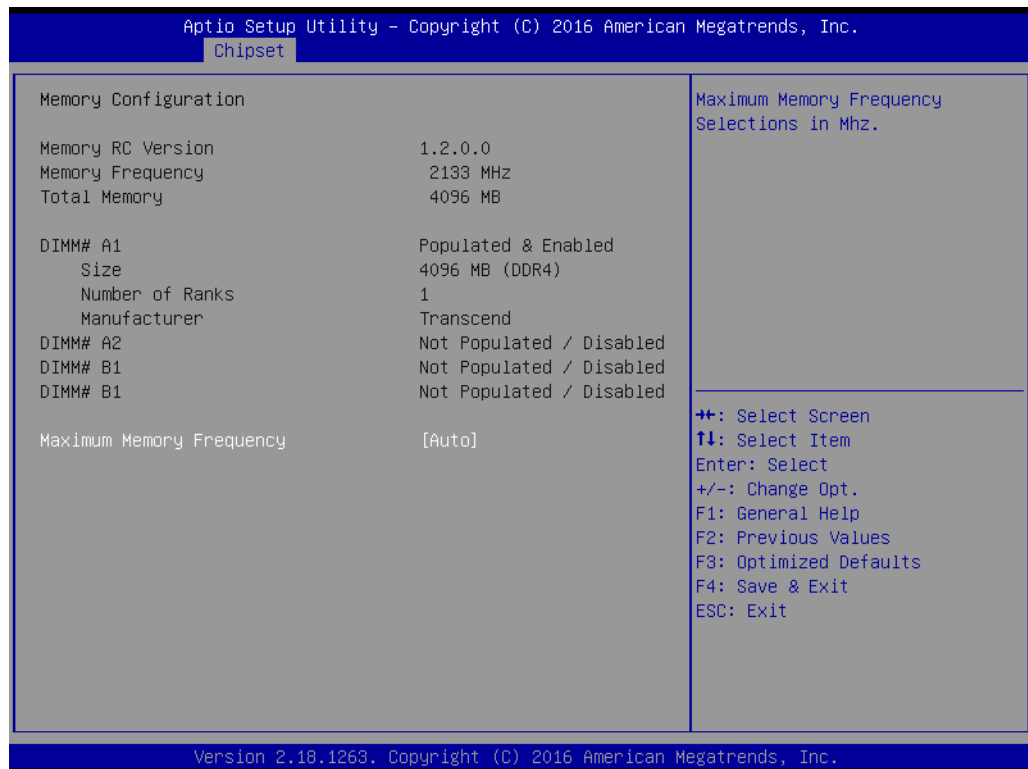 Aptio Setup Utility – Copyright (C) 2016 American Megatrends, Inc.
Chipset
Memory Configuration
Memory RC Version 1.2.0.0
Memory Frequency 2133 MHz
Total Memory 4096 MB
DIMM# A1 Populated & Enabled
Size 4096 MB (DDR4)
Number of Ranks 1
Manufacturer Transcend
DIMM# A2 Not Populated / Disabled
DIMM# B1 Not Populated / Disabled
DIMM# B1 Not Populated / Disabled
Maximum Memory Frequency [Auto]
Maximum Memory Frequency
Selections in Mhz.
→←: Select Screen
↑↓: Select Item
Enter: Select
+/-: Change Opt.
F1: General Help
F2: Previous Values
F3: Optimized Defaults
F4: Save & Exit
ESC: Exit
Version 2.18.1263. Copyright (C) 2016 American Megatrends, Inc.